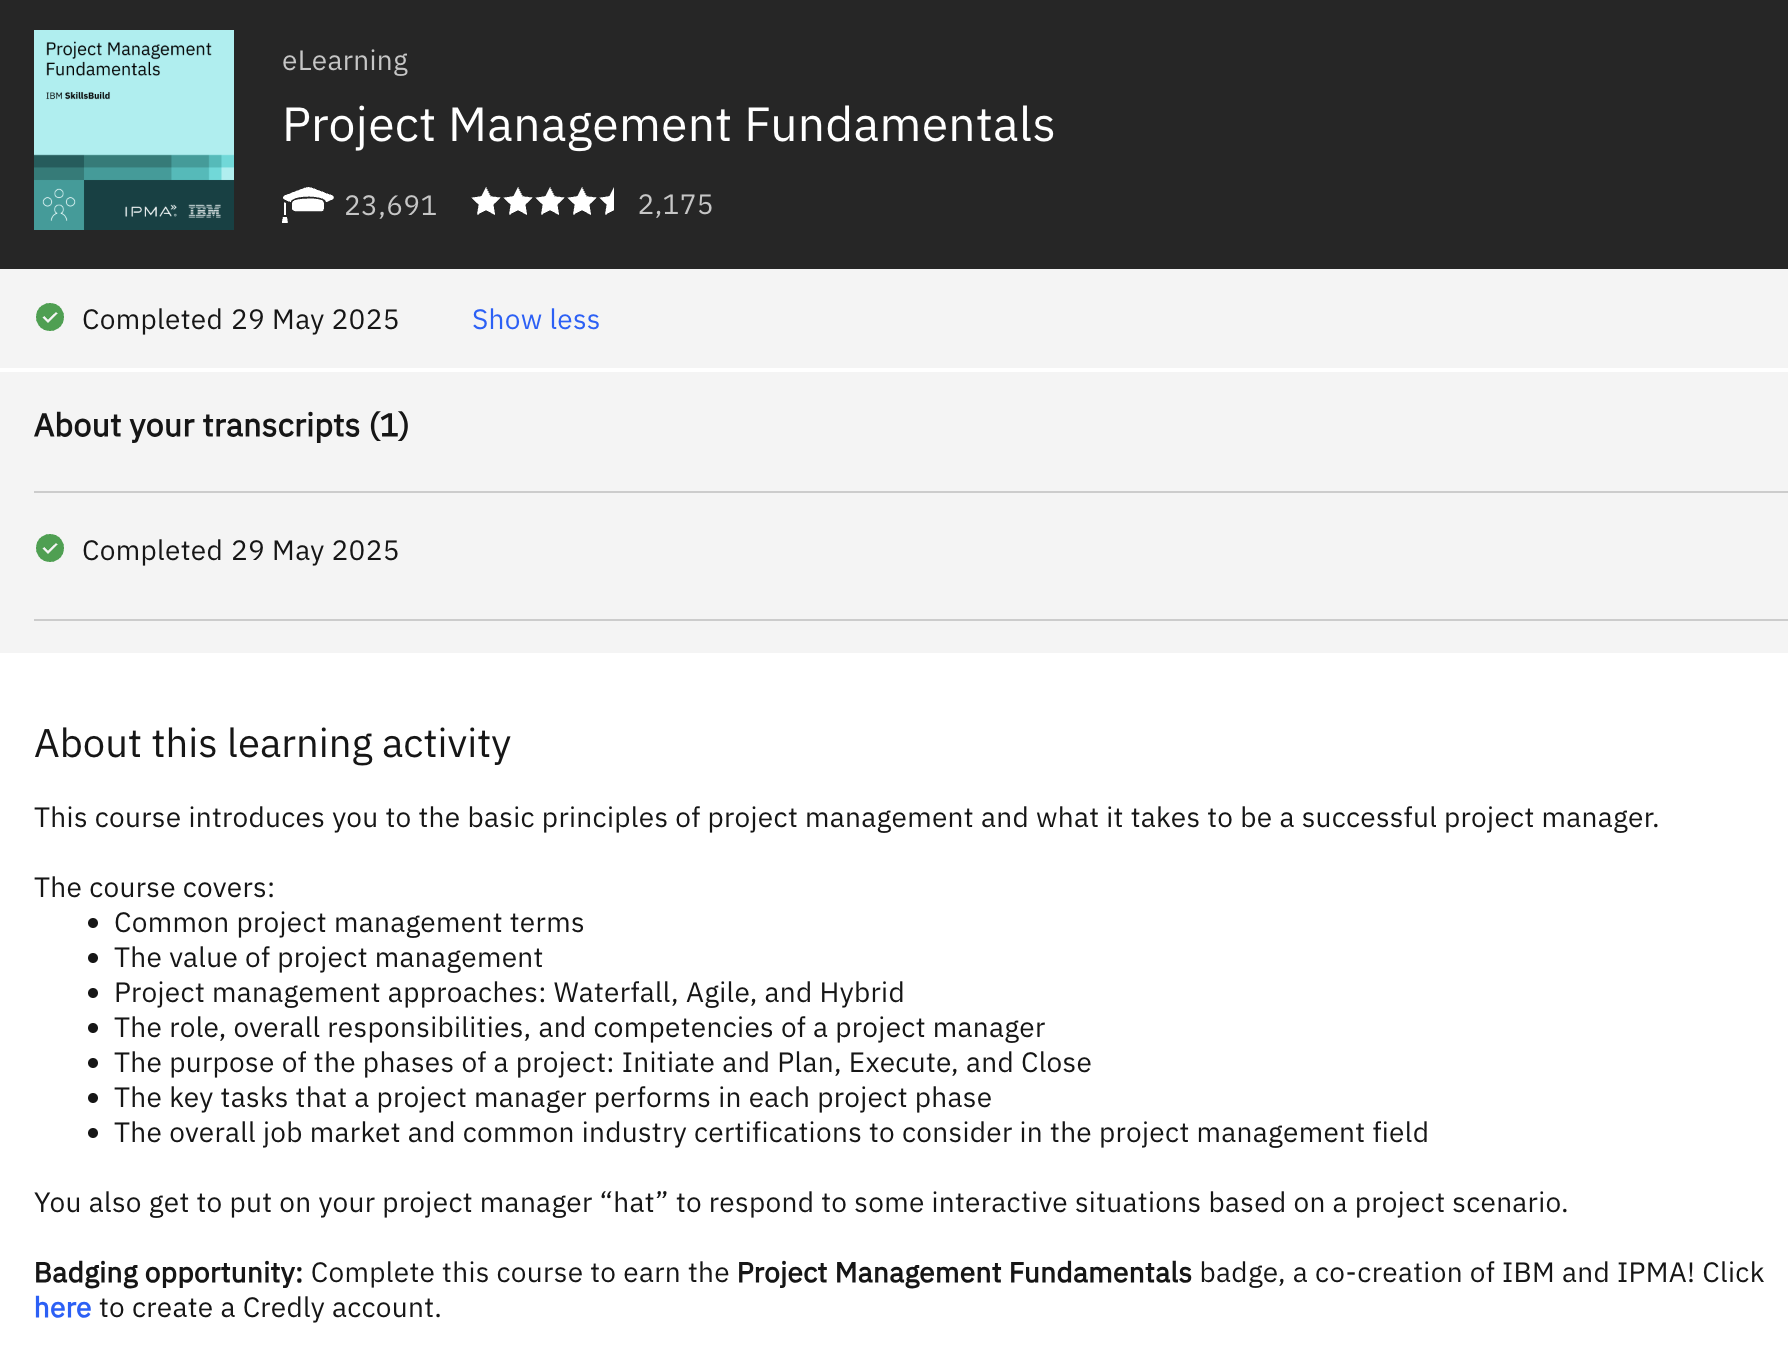 Project Management
Fundamentals
IBM SkillsBuild
IPMA
IBM
eLearning
Project Management Fundamentals
23,691
2,175
Completed 29 May 2025
Show less
About your transcripts (1)
Completed 29 May 2025
About this learning activity
This course introduces you to the basic principles of project management and what it takes to be a successful project manager.
The course covers:
• Common project management terms
• The value of project management
• Project management approaches: Waterfall, Agile, and Hybrid
• The role, overall responsibilities, and competencies of a project manager
• The purpose of the phases of a project: Initiate and Plan, Execute, and Close
• The key tasks that a project manager performs in each project phase
• The overall job market and common industry certifications to consider in the project management field
You also get to put on your project manager “hat” to respond to some interactive situations based on a project scenario.
Badging opportunity: Complete this course to earn the Project Management Fundamentals badge, a co-creation of IBM and IPMA! Click
here to create a Credly account.